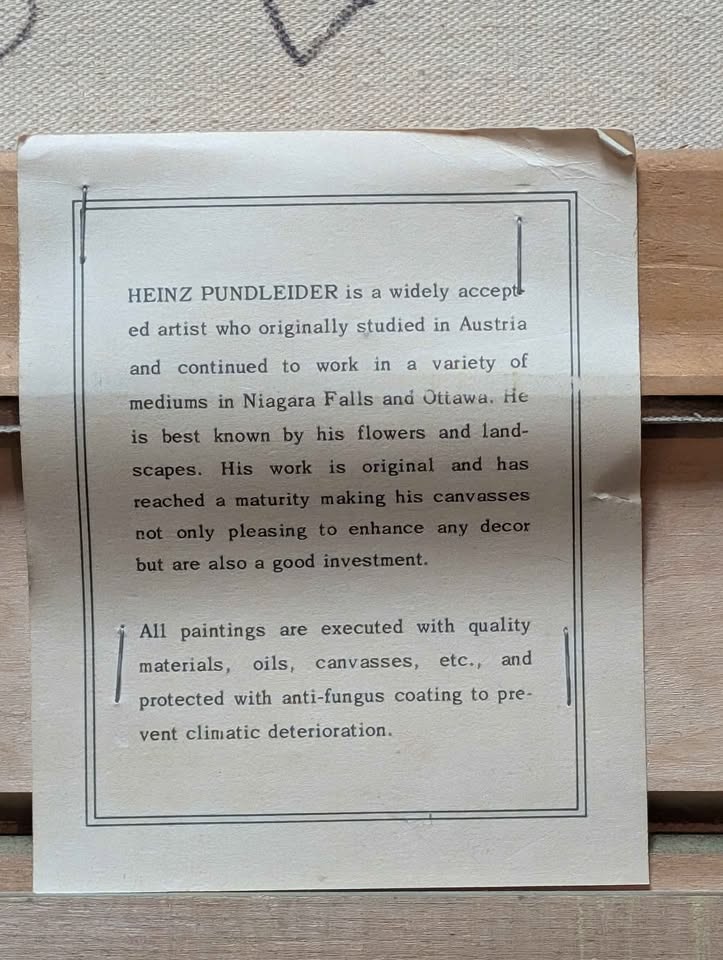 HEINZ PUNDLEIDER is a widely accept-
ed artist who originally studied in Austria
and continued to work in a variety of
mediums in Niagara Falls and Ottawa. He
is best known by his flowers and land-
scapes. His work is original and has
reached a maturity making his canvasses
not only pleasing to enhance any decor
but are also a good investment.
All paintings are executed with quality
materials, oils, canvasses, etc., and
protected with anti-fungus coating to pre-
vent climatic deterioration.